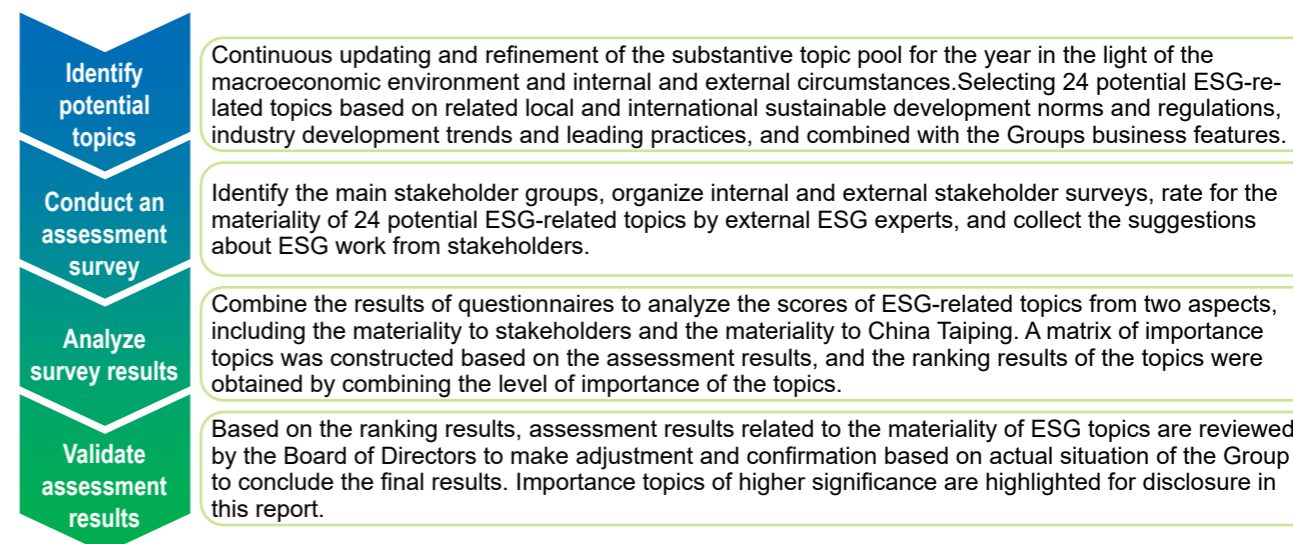 Identify
potential
topics
Continuous updating and refinement of the substantive topic pool for the year in the light of the
macroeconomic environment and internal and external circumstances.Selecting 24 potential ESG-re-
lated topics based on related local and international sustainable development norms and regulations,
industry development trends and leading practices, and combined with the Groups business features.
Conduct an
assessment
survey
Identify the main stakeholder groups, organize internal and external stakeholder surveys, rate for the
materiality of 24 potential ESG-related topics by external ESG experts, and collect the suggestions
about ESG work from stakeholders.
Analyze
survey results
Combine the results of questionnaires to analyze the scores of ESG-related topics from two aspects,
including the materiality to stakeholders and the materiality to China Taiping. A matrix of importance
topics was constructed based on the assessment results, and the ranking results of the topics were
obtained by combining the level of importance of the topics.
Validate
assessment
results
Based on the ranking results, assessment results related to the materiality of ESG topics are reviewed
by the Board of Directors to make adjustment and confirmation based on actual situation of the Group
to conclude the final results. Importance topics of higher significance are highlighted for disclosure in
this report.